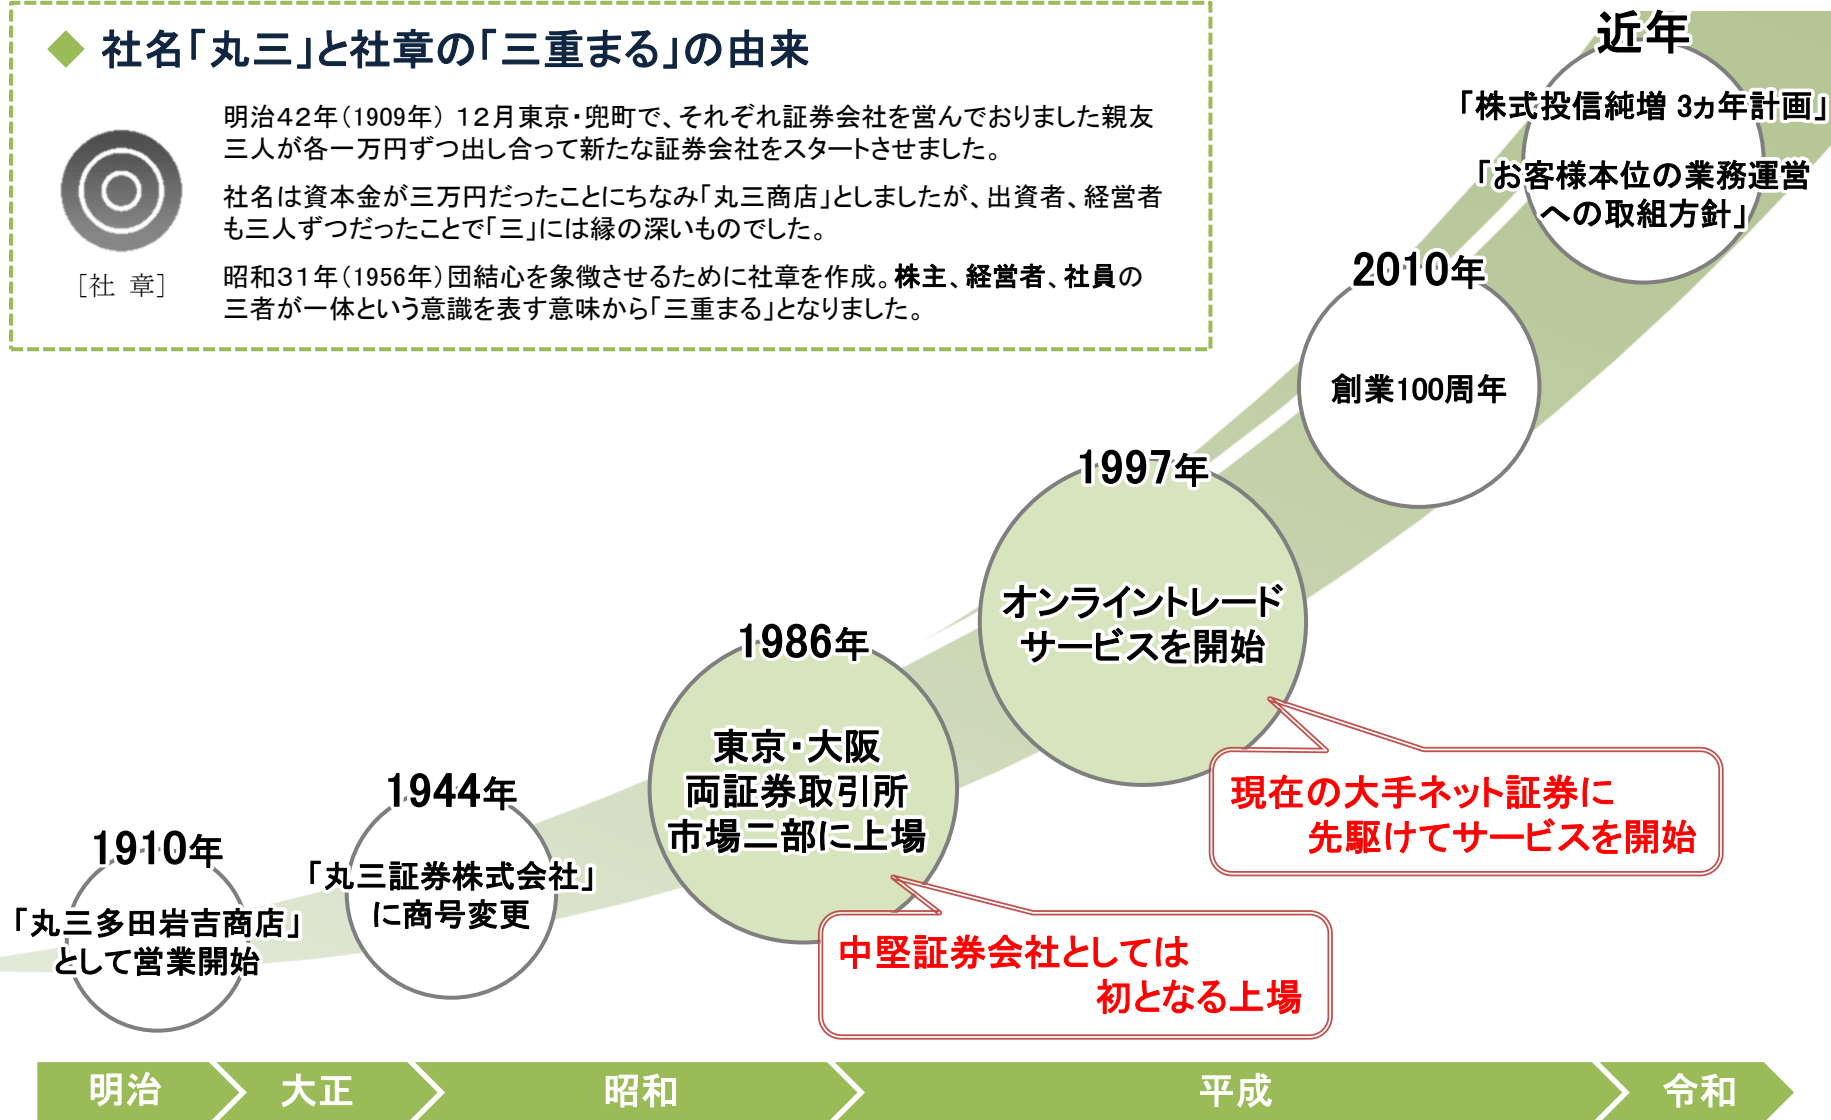 社名「丸三」と社章の「三重まる」の由来
明治42年（1909年）12月東京・兜町で、それぞれ証券会社を営んでおりました親友
三人が各一万円ずつ出し合って新たな証券会社をスタートさせました。
社名は資本金が三万円だったことにちなみ「丸三商店」としましたが、出資者、経営者
も三人ずつだったことで「三」には縁の深いものでした。
昭和31年（1956年）団結心を象徴させるために社章を作成。株主、経営者、社員の
三者が一体という意識を表す意味から「三重まる」となりました。
［社 章］
1910年
「丸三多田岩吉商店」
として営業開始
1944年
「丸三証券株式会社」
に商号変更
1986年
東京・大阪
両証券取引所
市場二部に上場
中堅証券会社としては
初となる上場
1997年
オンライントレード
サービスを開始
現在の大手ネット証券に
先駆けてサービスを開始
2010年
創業100周年
近年
「株式投信純増 3ヵ年計画」
「お客様本位の業務運営
への取組方針」
明治
大正
昭和
平成
令和